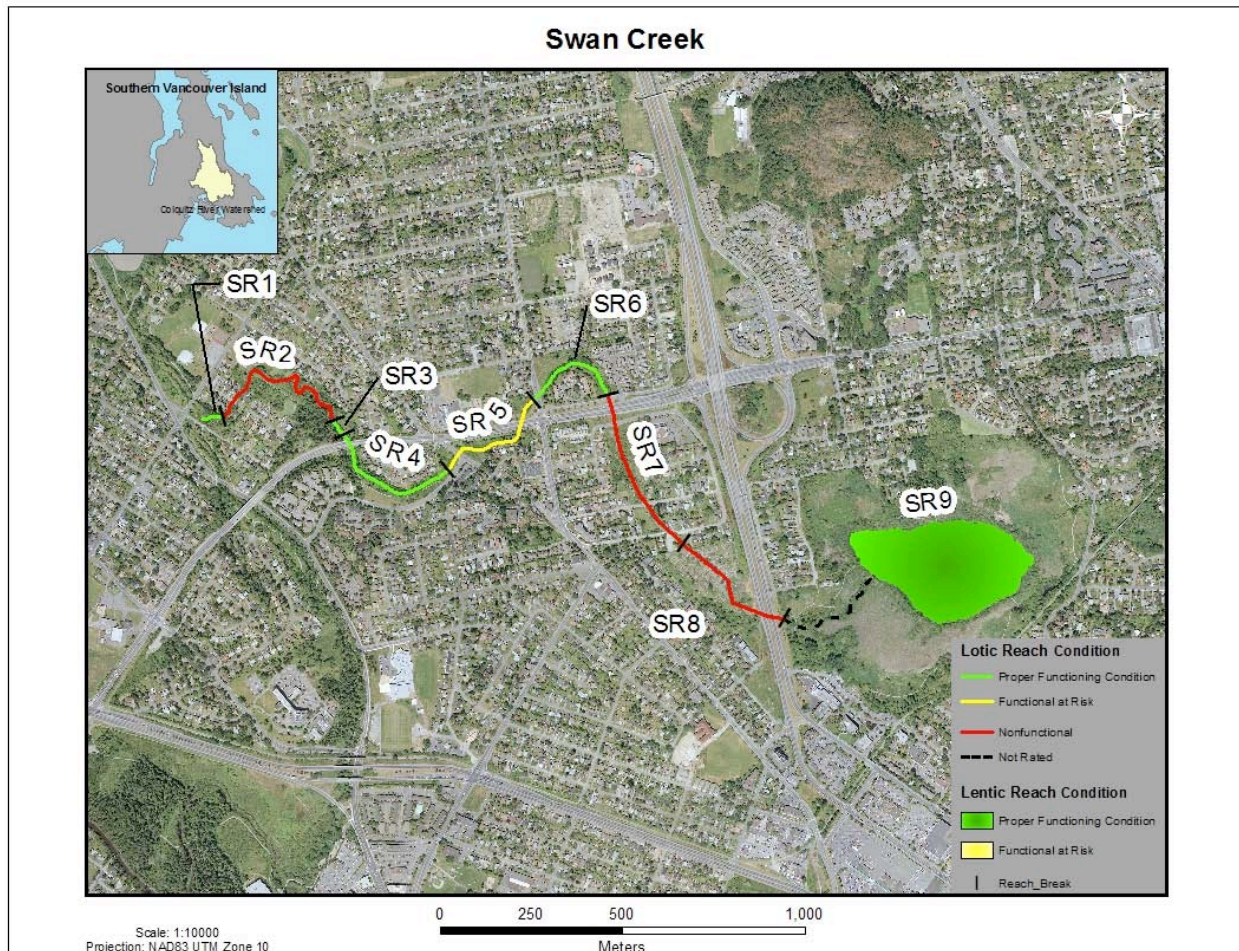 Swan Creek
Southern Vancouver Island
Colquitz River Watershed
SR1
SR2
SR3
SR4
SR5
SR6
SR7
SR8
SR9
Lotic Reach Condition
Proper Functioning Condition
Functional at Risk
Nonfunctional
Not Rated
Lentic Reach Condition
Proper Functioning Condition
Functional at Risk
Reach_Break
0 250 500 1,000
Meters
Scale: 1:10000
Projection: NAD83 UTM Zone 10